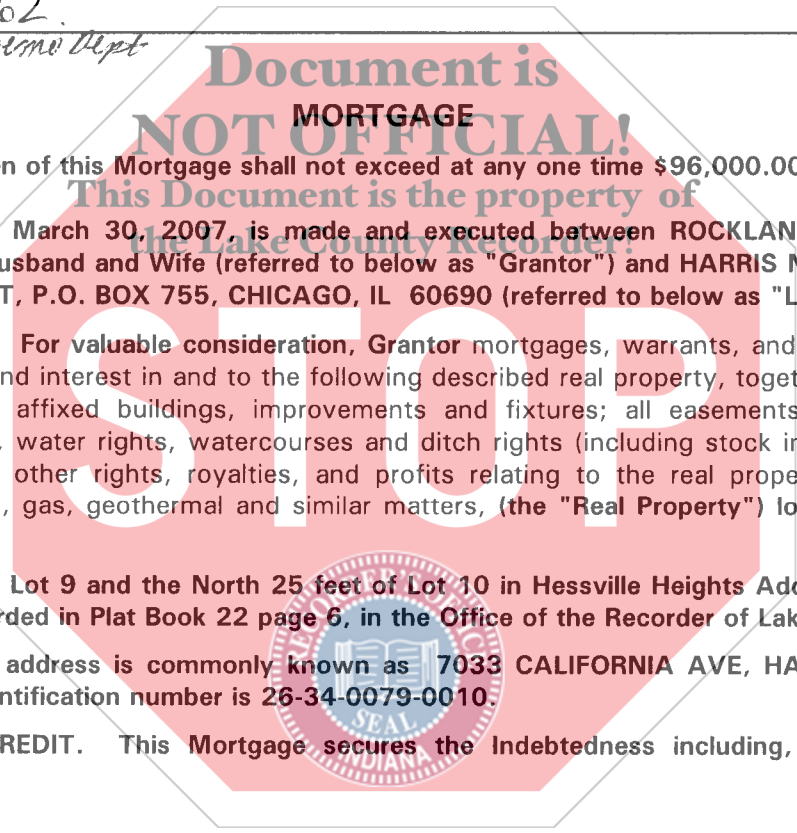 62.
Dept
Document is
MORTGAGE
NOT OFFICIAL!
n of this Mortgage shall not exceed at any one time $96,000.00
This Document is the property of
March 30, 2007, is made and executed between ROCKLAN
the Lake County Recorder!
usband and Wife (referred to below as "Grantor") and HARRIS N
T, P.O. BOX 755, CHICAGO, IL 60690 (referred to below as "L
For valuable consideration, Grantor mortgages, warrants, and
nd interest in and to the following described real property, toget
affixed buildings, improvements and fixtures; all easements
, water rights, watercourses and ditch rights (including stock in
other rights, royalties, and profits relating to the real prope
, gas, geothermal and similar matters, (the "Real Property") lo
STOP
Lot 9 and the North 25 feet of Lot 10 in Hessville Heights Add
rded in Plat Book 22 page 6, in the Office of the Recorder of Lak
address is commonly known as 7033 CALIFORNIA AVE, HA
ntification number is 26-34-0079-0010.
REDIT. This Mortgage secures the Indebtedness including,
RECORDER'S OFFICE
SEAL
INDIANA